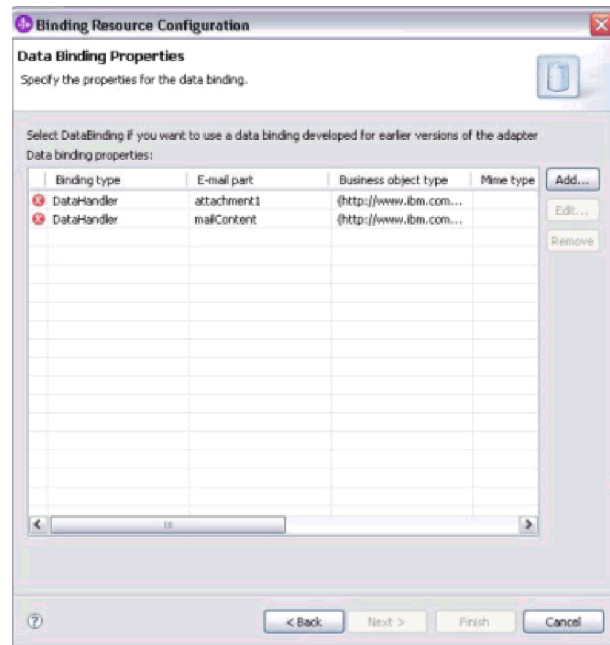 Binding Resource Configuration
Data Binding Properties
Specify the properties for the data binding.
Select DataBinding if you want to use a data binding developed for earlier versions of the adapter
Data binding properties:
Binding type E-mail part Business object type Mime type Add...
DataHandler attachment1 {http://www.ibm.com... Edit...
DataHandler mailContent {http://www.ibm.com...
Remove
< Back Next > Finish Cancel